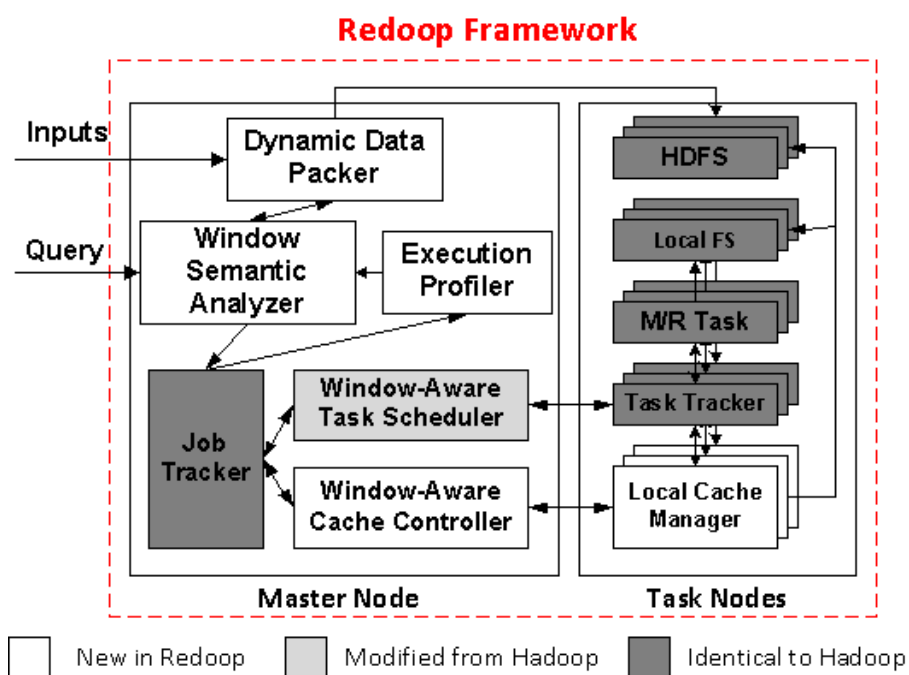 Redoop Framework
Inputs
Dynamic Data
Packer
HDFS
Query
Window
Semantic
Analyzer
Execution
Profiler
Local FS
M/R Task
Job
Tracker
Window-Aware
Task Scheduler
Task Tracker
Window-Aware
Cache Controller
Local Cache
Manager
Master Node
Task Nodes
New in Redoop
Modified from Hadoop
Identical to Hadoop